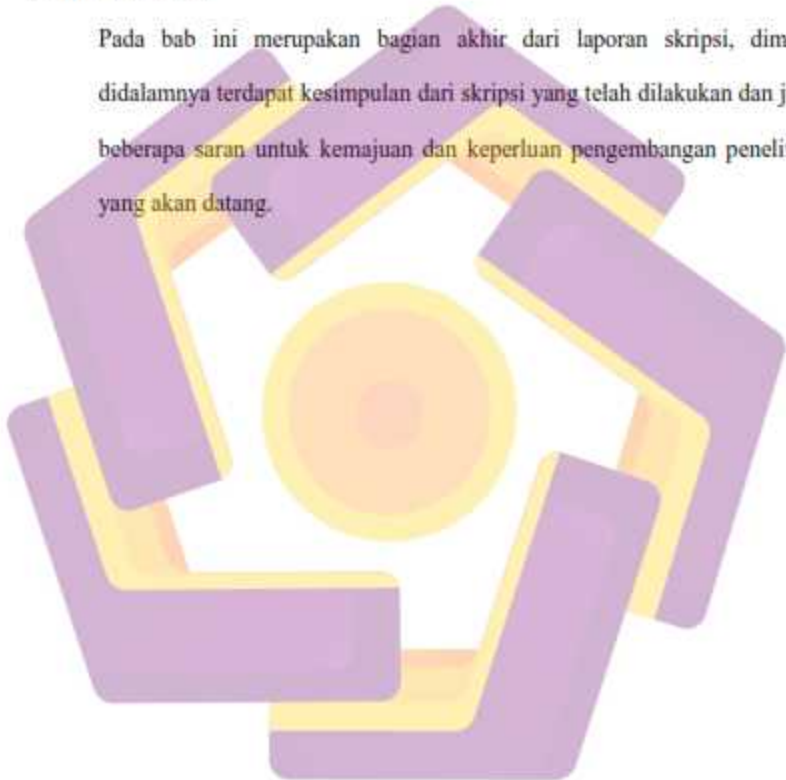 Pada bab ini merupakan bagian akhir dari laporan skripsi,
didalamnya terdapat kesimpulan dari skripsi yang telah dilakukan dan
beberapa saran untuk kemajuan dan keperluan pengembangan
yang akan datang.